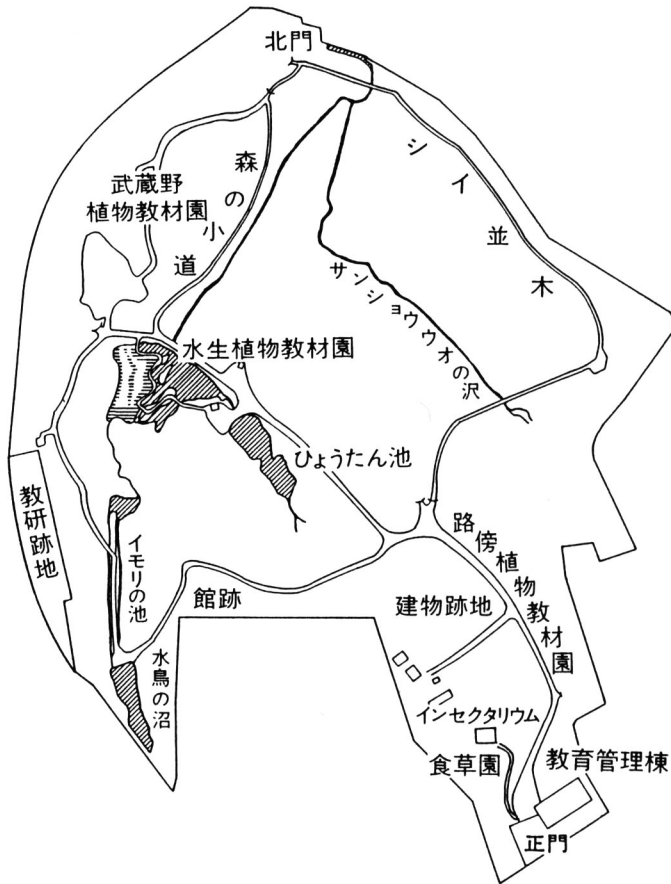 北門
シイ並木
森の小道
武蔵野
植物教材園
サンショウウオの沢
水生植物教材園
ひょうたん池
教研跡地
イモリの池
路傍植物教材園
館跡
建物跡地
水鳥の沼
インセクタリウム
食草園
教育管理棟
正門